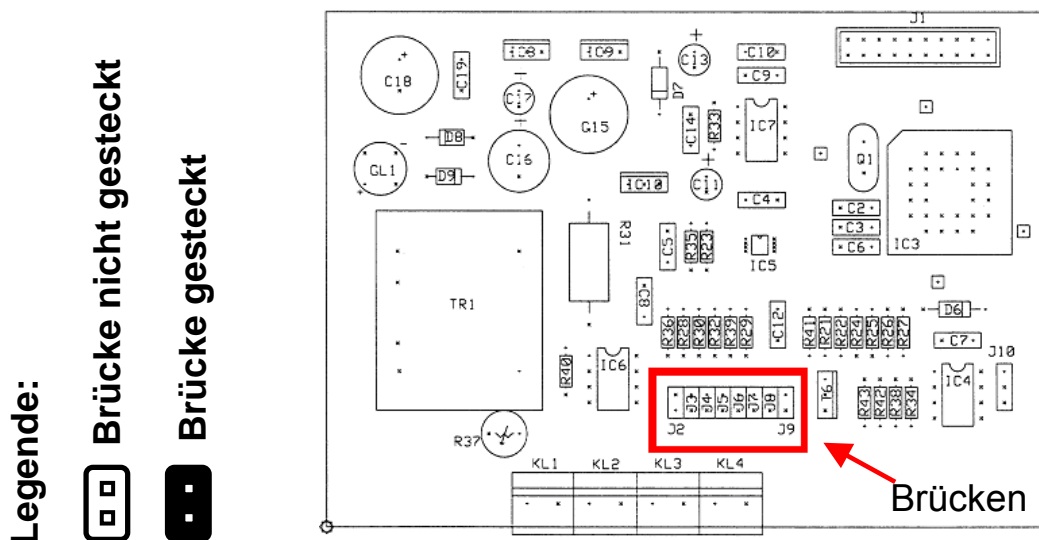 Legende:
Brücke nicht gesteckt
Brücke gesteckt
J1
C18
C19
IC8
IC9
C13
C10
C9
C17
D7
C14
R33
IC7
G15
D8
C16
Q1
GL1
D9
IC10
C11
C4
C2
C3
C6
IC3
R31
C5
R35
R23
IC5
TR1
C8
R36
R28
R30
R32
R39
R29
C12
R41
R21
R22
R24
R25
R26
R27
D6
C7
R40
IC6
IC4
J10
J3
J4
J5
J6
J7
J8
T6
R43
R42
R38
R34
J2
J9
R37
KL1
KL2
KL3
KL4
Brücken